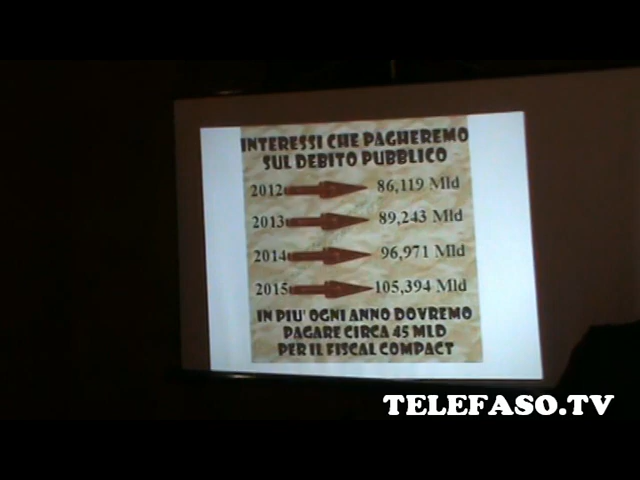 INTERESSI CHE PAGHEREMO
SUL DEBITO PUBBLICO
2012 86,119 Mld
2013 89,243 Mld
2014 96,971 Mld
2015 105,394 Mld
IN PIU' OGNI ANNO DOVREMO
PAGARE CIRCA 45 MLD
PER IL FISCAL COMPACT
TELEFASO.TV